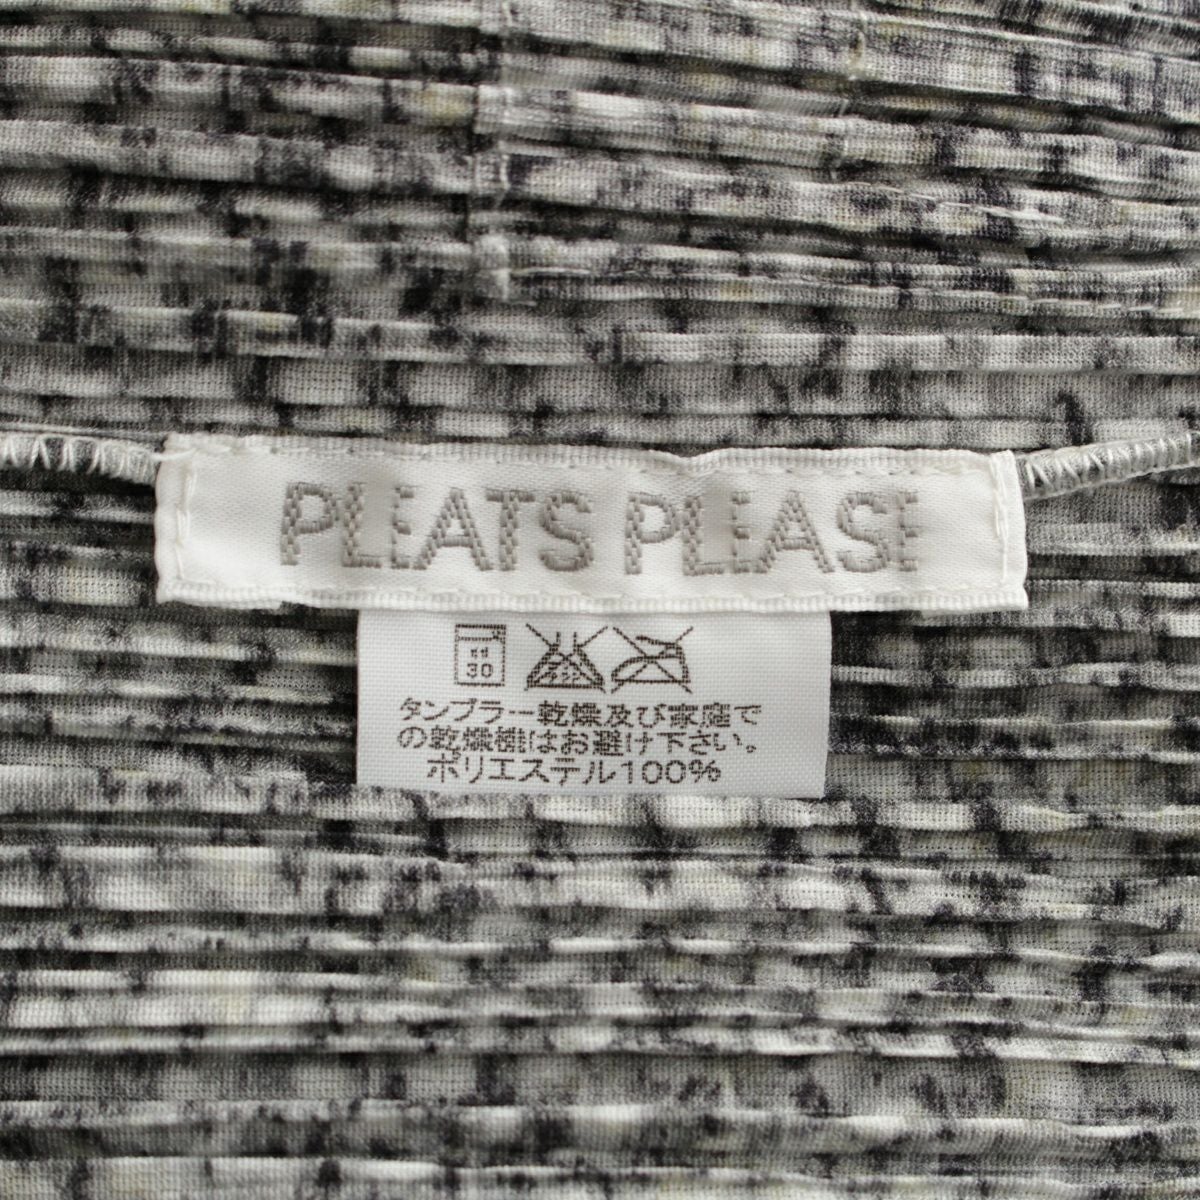 PLEATS PLEASE
30
タンブラー乾燥及び家庭で
の乾燥機はお避け下さい。
ポリエステル100%